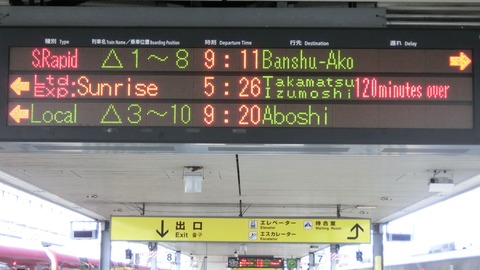 種別 Type 列車名 Train Name / 乗車位置 Boarding Position 時刻 Departure Time 行先 Destination 遅れ Delay
S.Rapid △1～8 9:11 Banshu-Ako
Ltd. Exp: Sunrise 5:26 Takamatsu Izumoshi 120minutes over
Local △3～10 9:20 Aboshi
出口 Exit エレベーター Elevator 待合室 Waiting Room
エスカレーター Escalator
8 7